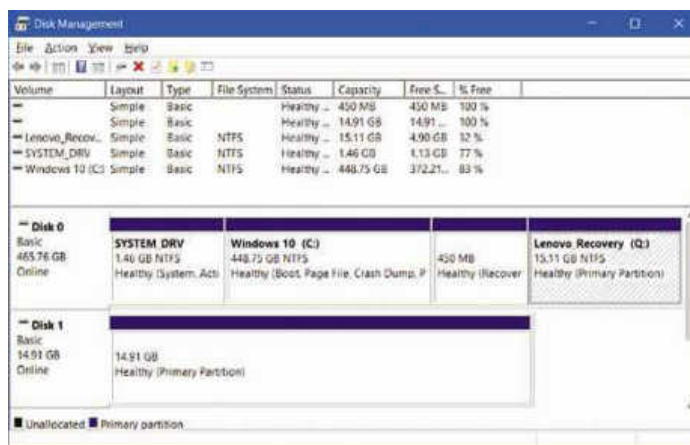 Disk Management
File Action View Help
Volume Layout Type File System Status Capacity Free S... % Free
Simple Basic Healthy ... 450 MB 450 MB 100 %
Simple Basic Healthy ... 14.91 GB 14.91 ... 100 %
Lenovo_Recov... Simple Basic NTFS Healthy ... 15.11 GB 4.90 GB 32 %
SYSTEM_DRV Simple Basic NTFS Healthy ... 1.46 GB 1.13 GB 77 %
Windows 10 (C:) Simple Basic NTFS Healthy ... 448.75 GB 372.21... 83 %
Disk 0
Basic
465.76 GB
Online
SYSTEM_DRV
1.46 GB NTFS
Healthy (System, Acti
Windows 10 (C:)
448.75 GB NTFS
Healthy (Boot, Page File, Crash Dump, P
450 MB
Healthy (Recover
Lenovo_Recovery (Q:)
15.11 GB NTFS
Healthy (Primary Partition)
Disk 1
Basic
14.91 GB
Online
14.91 GB
Healthy (Primary Partition)
Unallocated Primary partition